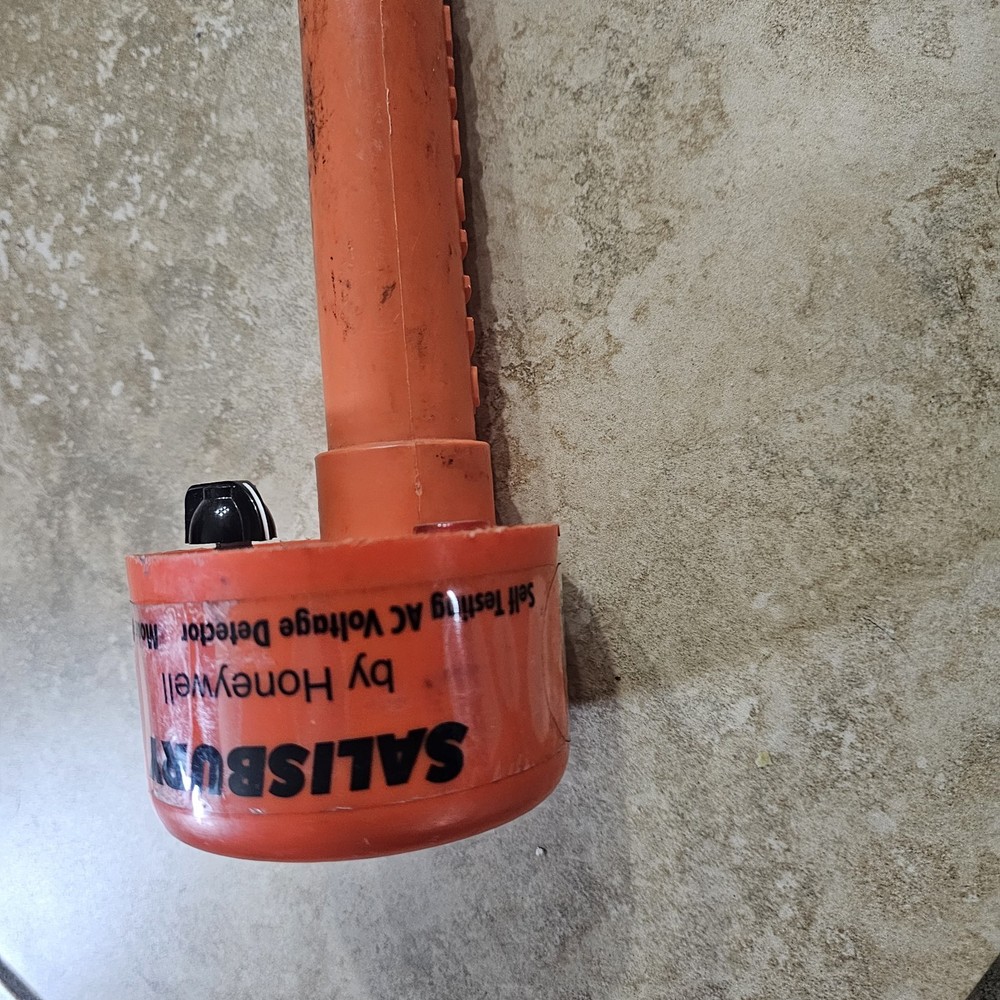 SALISBURY
by Honeywell
Self Testing AC Voltage Detector